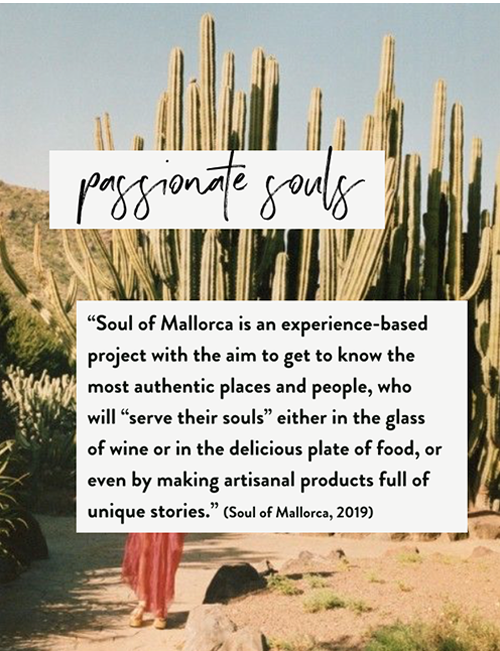 passionate souls
“Soul of Mallorca is an experience-based
project with the aim to get to know the
most authentic places and people, who
will “serve their souls” either in the glass
of wine or in the delicious plate of food, or
even by making artisanal products full of
unique stories.” (Soul of Mallorca, 2019)